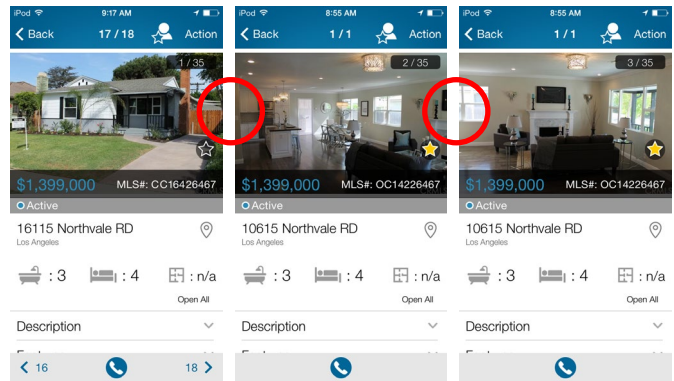 iPod 9:17 AM
Back 17 / 18 Action
1 / 35
$1,399,000 MLS#: CC16426467
Active
16115 Northvale RD
Los Angeles
: 3 : 4 : n/a
Open All
Description
16 18
iPod 8:55 AM
Back 1 / 1 Action
2 / 35
$1,399,000 MLS#: OC14226467
Active
10615 Northvale RD
Los Angeles
: 3 : 4 : n/a
Open All
Description
iPod 8:55 AM
Back 1 / 1 Action
3 / 35
$1,399,000 MLS#: OC14226467
Active
10615 Northvale RD
Los Angeles
: 3 : 4 : n/a
Open All
Description